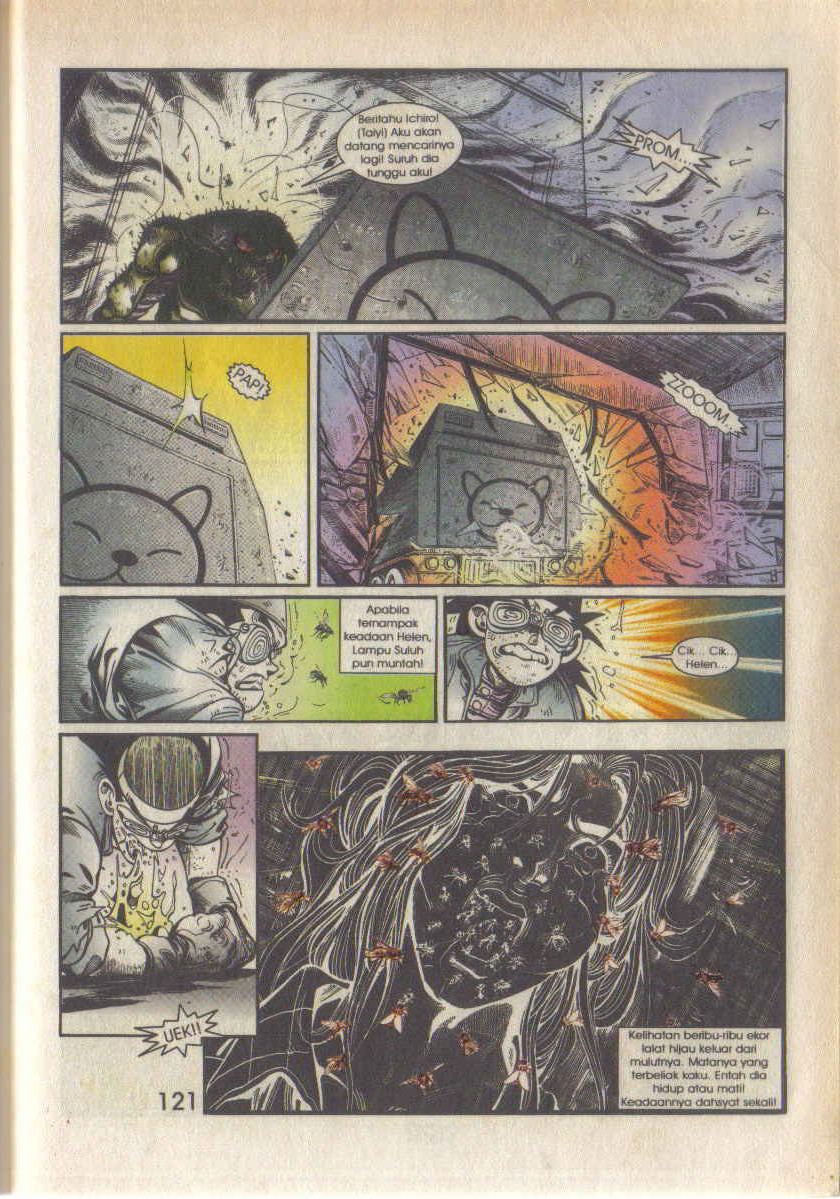 Beritahu Ichiro!
(Taiyi) Aku akan
datang mencarinya
lagi! Suruh dia
tunggu aku!
PROM...
PAP!
ZZOOOM...
Apabila
ternampak
keadaan Helen,
Lampu Suluh
pun muntah!
Cik... Cik...
Helen...
UEK!!
Kelihatan beribu-ribu ekor
lalat hijau keluar dari
mulutnya. Matanya yang
terbeliak kaku. Entah dia
hidup atau mati!
Keadaannya dahsyat sekali!
121